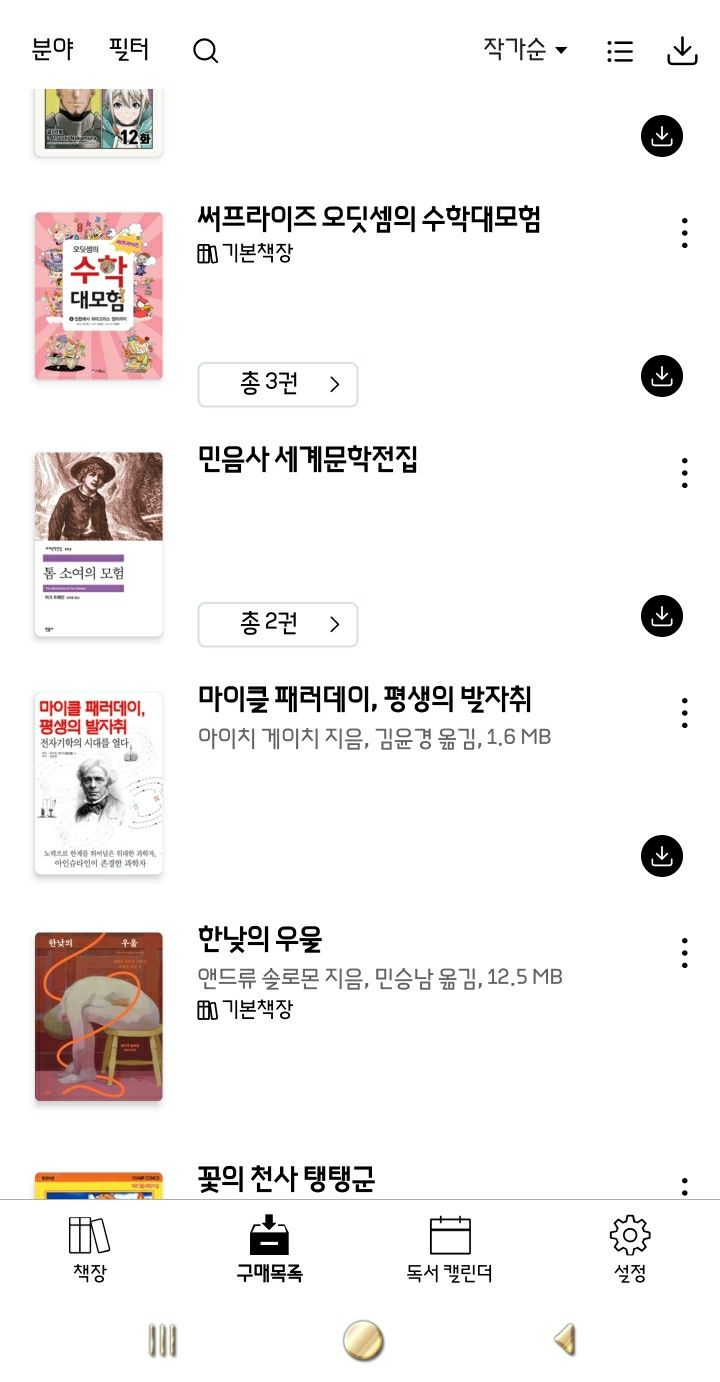 분야 필터 작가순
12화
써프라이즈 오딧셈의 수학대모험
기본책장
오딧셈의
수학
대모험
총 3권
민음사 세계문학전집
톰 소여의 모험
총 2권
마이클 패러데이, 평생의 발자취
아이치 게이치 지음, 김윤경 옮김, 1.6 MB
마이클 패러데이,
평생의 발자취
전자기학의 시대를 열다
노력으로 한계를 뛰어넘은 위대한 과학자,
아인슈타인이 존경한 과학자
한낮의 우울
앤드류 솔로몬 지음, 민승남 옮김, 12.5 MB
기본책장
한낮의 우울
꽃의 천사 탱탱군
CHAMP COMICS
책장
구매목록
독서 캘린더
설정